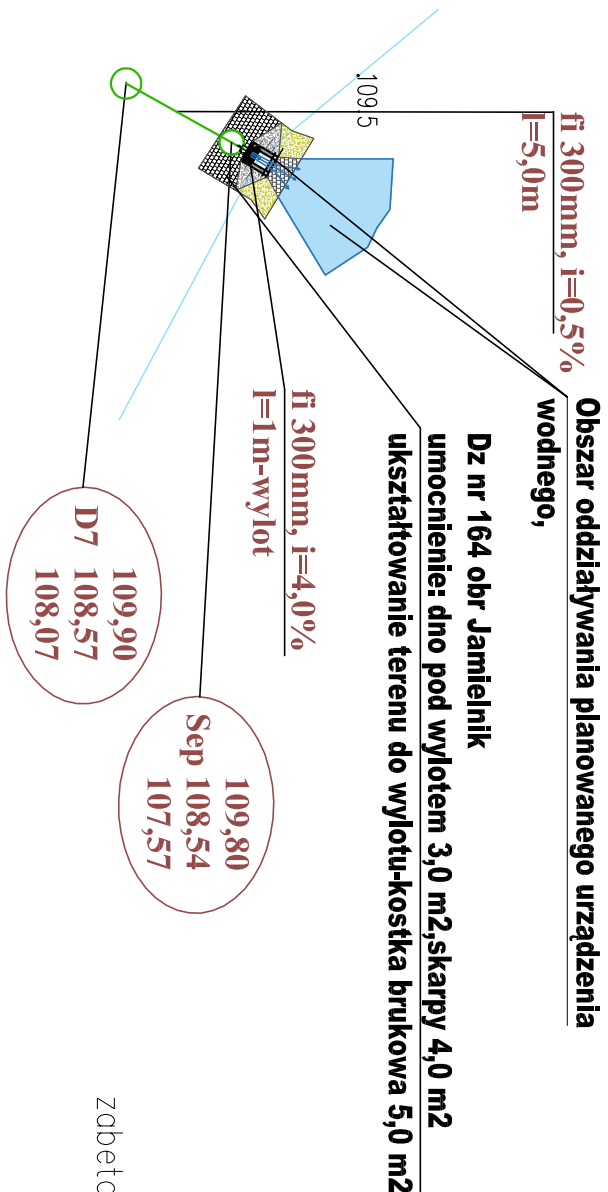 Obszar oddziaływania planowanego urządzenia
wodnego,
fi 300mm, i=0,5%
l=5,0m
Dz nr 164 obr Jamielnik
umocnienie: dno pod wylotem 3,0 m2,skarpy 4,0 m2
ukształtowanie terenu do wylotu-kostka brukowa 5,0 m2
.109.5
fi 300mm, i=4,0%
l=1m-wylot
109,80
Sep 108,54
107,57
109,90
D7 108,57
108,07